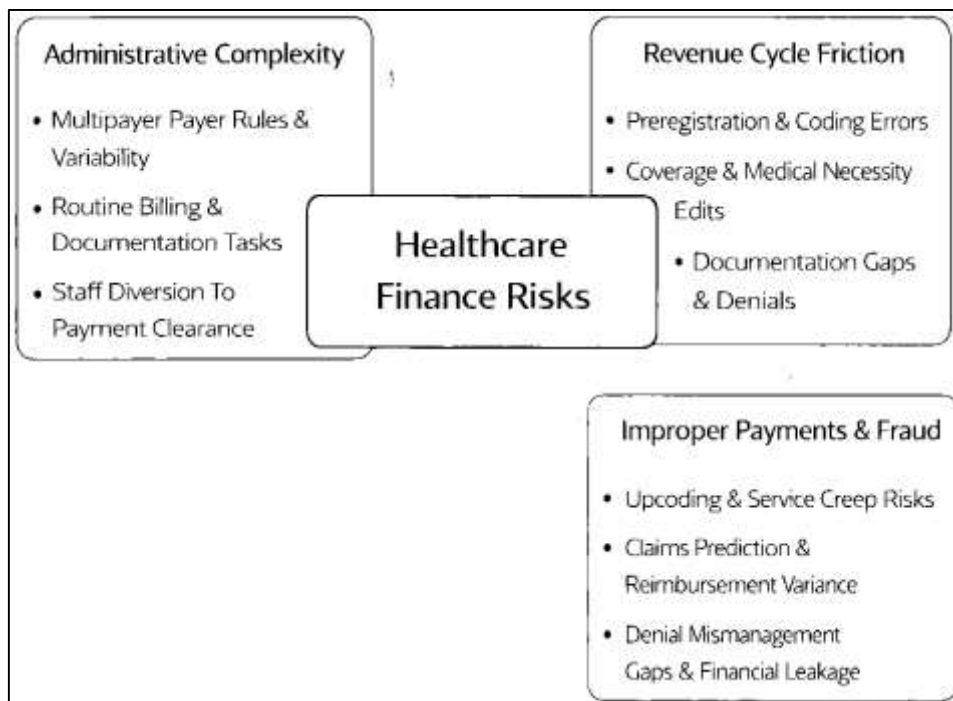 Administrative Complexity
• Multipayer Payer Rules &
Variability
• Routine Billing &
Documentation Tasks
• Staff Diversion To
Payment Clearance
Healthcare
Finance Risks
Revenue Cycle Friction
• Preregistration & Coding Errors
• Coverage & Medical Necessity
Edits
• Documentation Gaps
& Denials
Improper Payments & Fraud
• Upcoding & Service Creep Risks
• Claims Prediction &
Reimbursement Variance
• Denial Mismanagement
Gaps & Financial Leakage